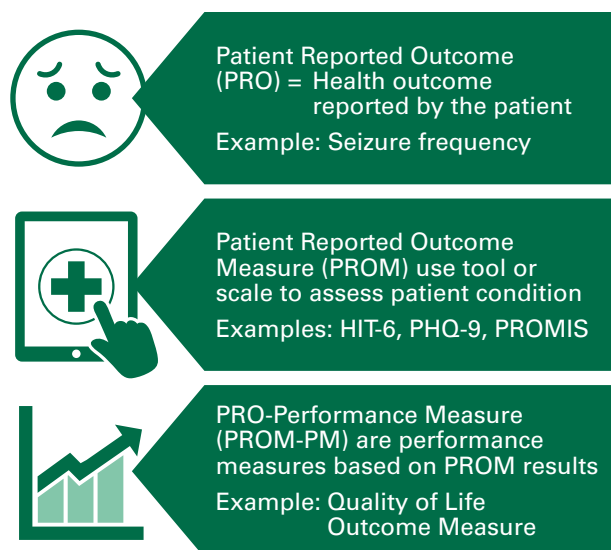 Patient Reported Outcome
(PRO) = Health outcome
reported by the patient
Example: Seizure frequency
Patient Reported Outcome
Measure (PROM) use tool or
scale to assess patient condition
Examples: HIT-6, PHQ-9, PROMIS
PRO-Performance Measure
(PROM-PM) are performance
measures based on PROM results
Example: Quality of Life
Outcome Measure